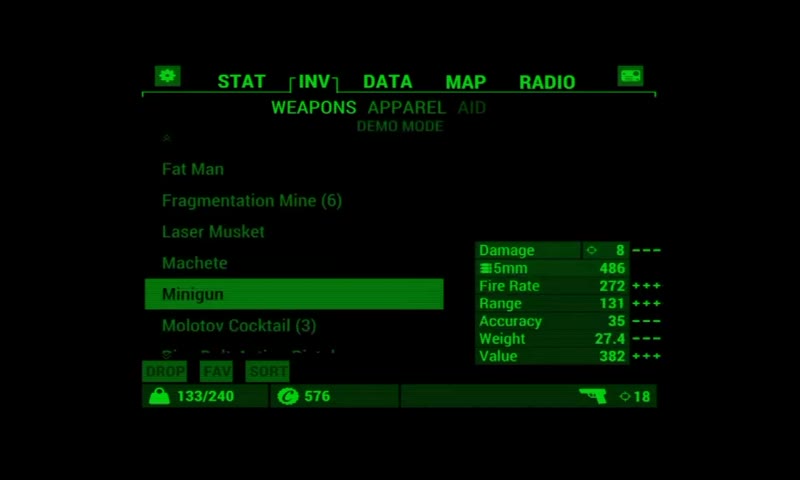 STAT INV DATA MAP RADIO
WEAPONS APPAREL AID
DEMO MODE
Fat Man
Fragmentation Mine (6)
Laser Musket
Machete
Minigun
Molotov Cocktail (3)
Damage 8 ---
5mm 486
Fire Rate 272 +++
Range 131 +++
Accuracy 35 ---
Weight 27.4 ---
Value 382 +++
DROP FAV SORT
133/240 576 18